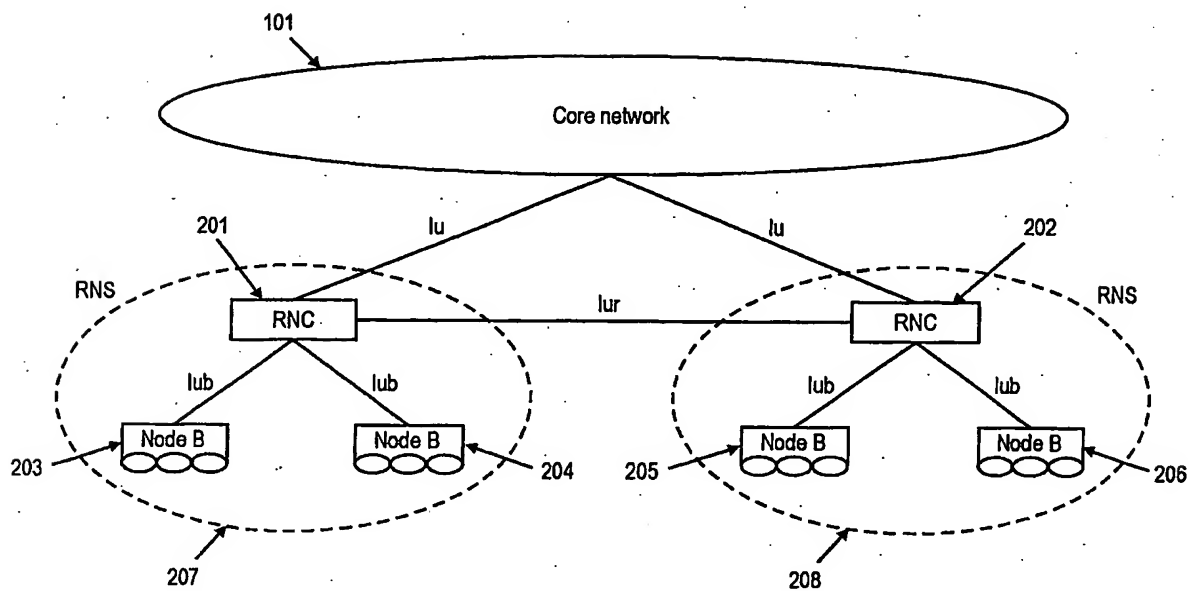 101
Core network
201
Iu
Iu
202
RNS
RNS
RNC
Iur
RNC
Iub
Iub
Iub
Iub
Node B
Node B
Node B
Node B
203
204
205
206
207
208